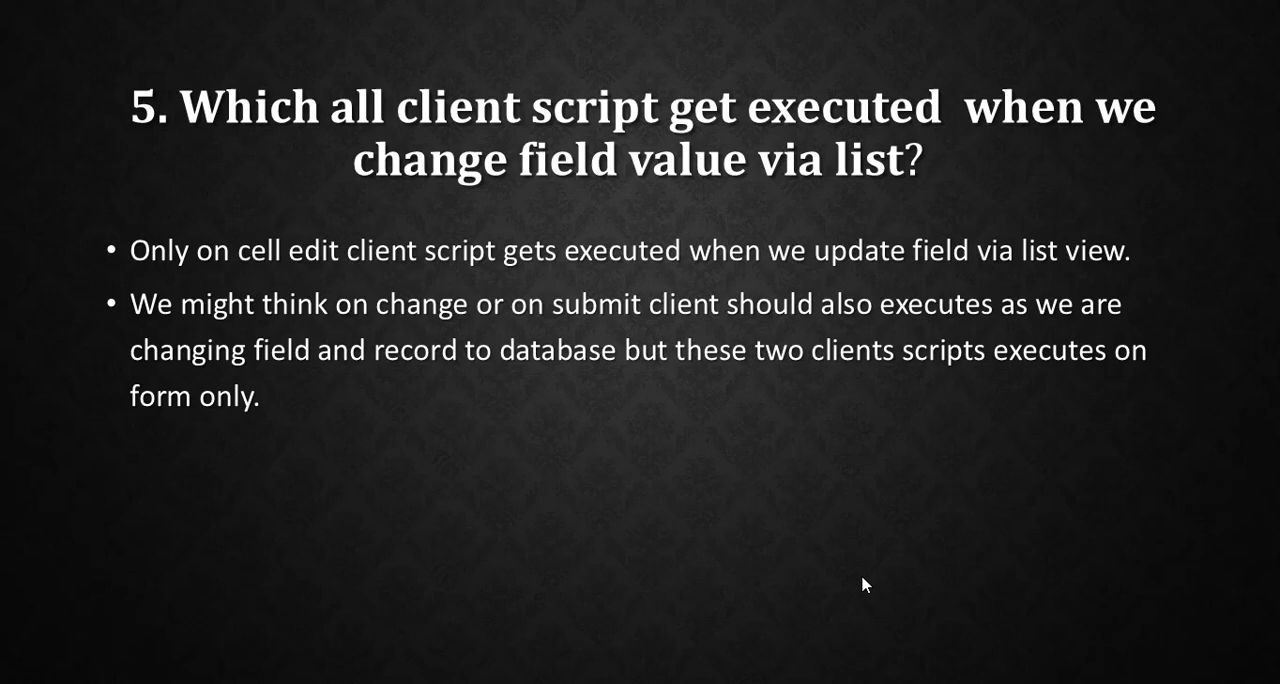 5. Which all client script get executed  when we
change field value via list?
• Only on cell edit client script gets executed when we update field via list view.
• We might think on change or on submit client should also executes as we are
changing field and record to database but these two clients scripts executes on
form only.